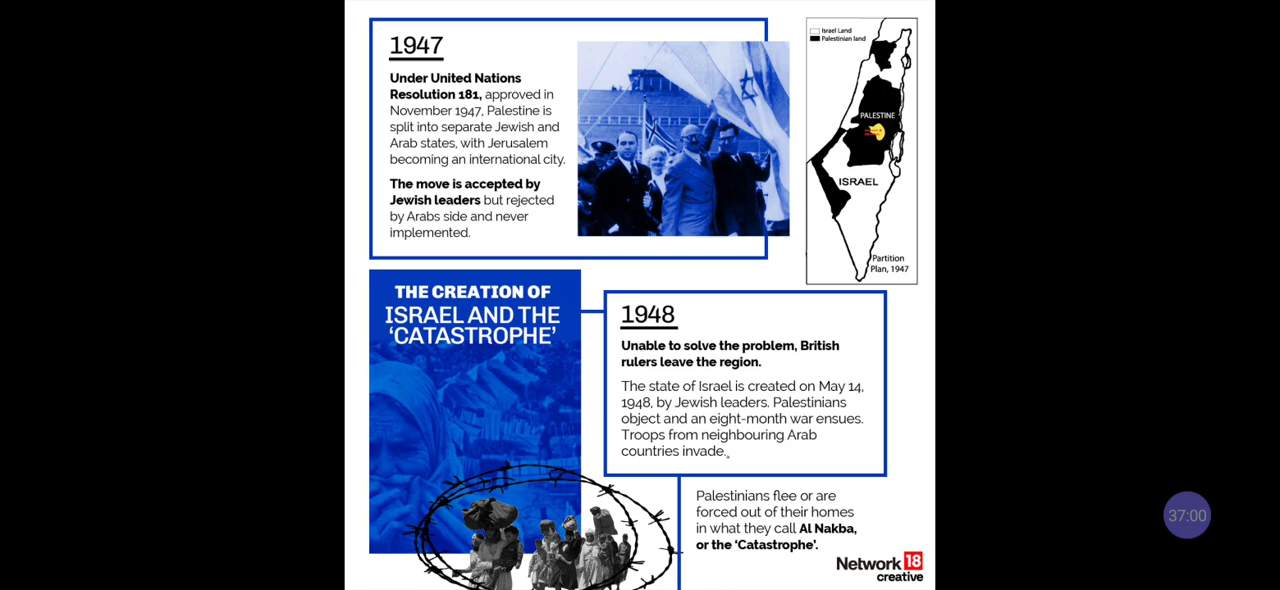 1947
Under United Nations
Resolution 181, approved in
November 1947, Palestine is
split into separate Jewish and
Arab states, with Jerusalem
becoming an international city.
The move is accepted by
Jewish leaders but rejected
by Arabs side and never
implemented.
Israel Land
Palestinian land
PALESTINE
ISRAEL
Partition
Plan, 1947
THE CREATION OF
ISRAEL AND THE
‘CATASTROPHE’
1948
Unable to solve the problem, British
rulers leave the region.
The state of Israel is created on May 14,
1948, by Jewish leaders. Palestinians
object and an eight-month war ensues.
Troops from neighbouring Arab
countries invade.
Palestinians flee or are
forced out of their homes
in what they call Al Nakba,
or the ‘Catastrophe’.
Network 18
creative
37:00